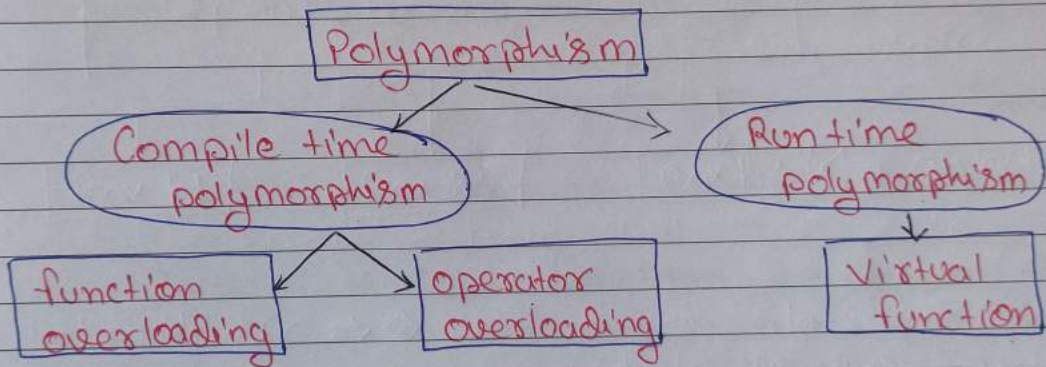 Polymorphism
Compile time
polymorphism
Run time
polymorphism
function
overloading
operator
overloading
Virtual
function